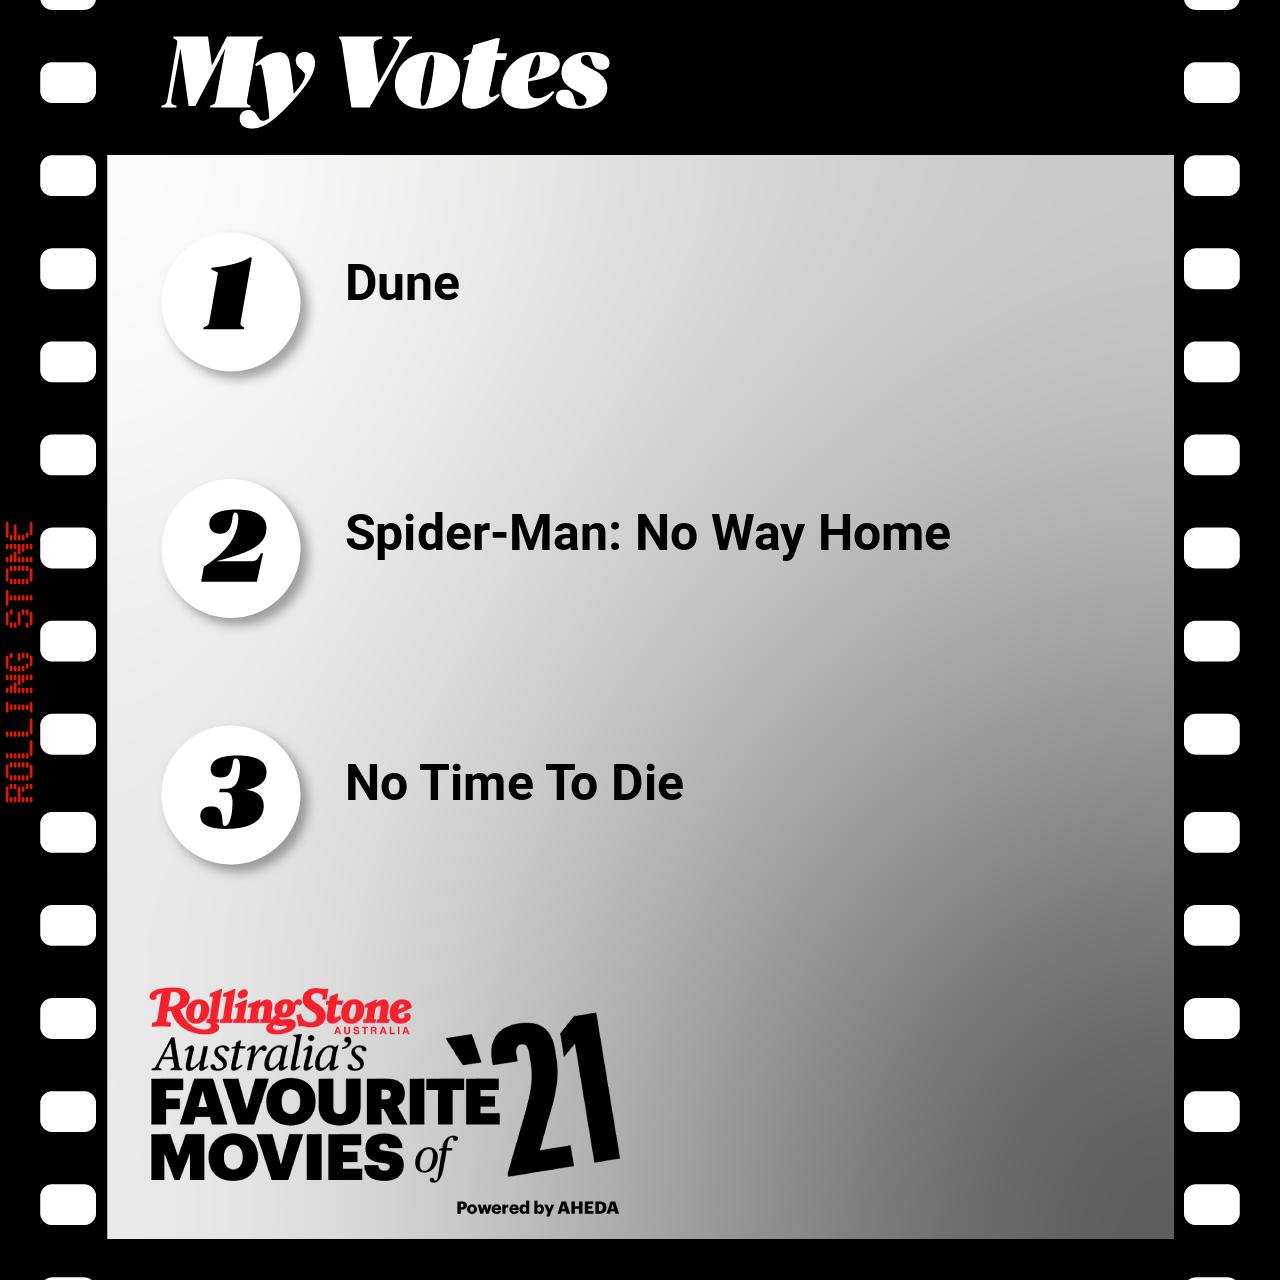 My Votes
1
Dune
2
Spider-Man: No Way Home
ROLLING STONE
3
No Time To Die
RollingStone
AUSTRALIA
Australia's
FAVOURITE
MOVIES of
'21
Powered by AHEDA